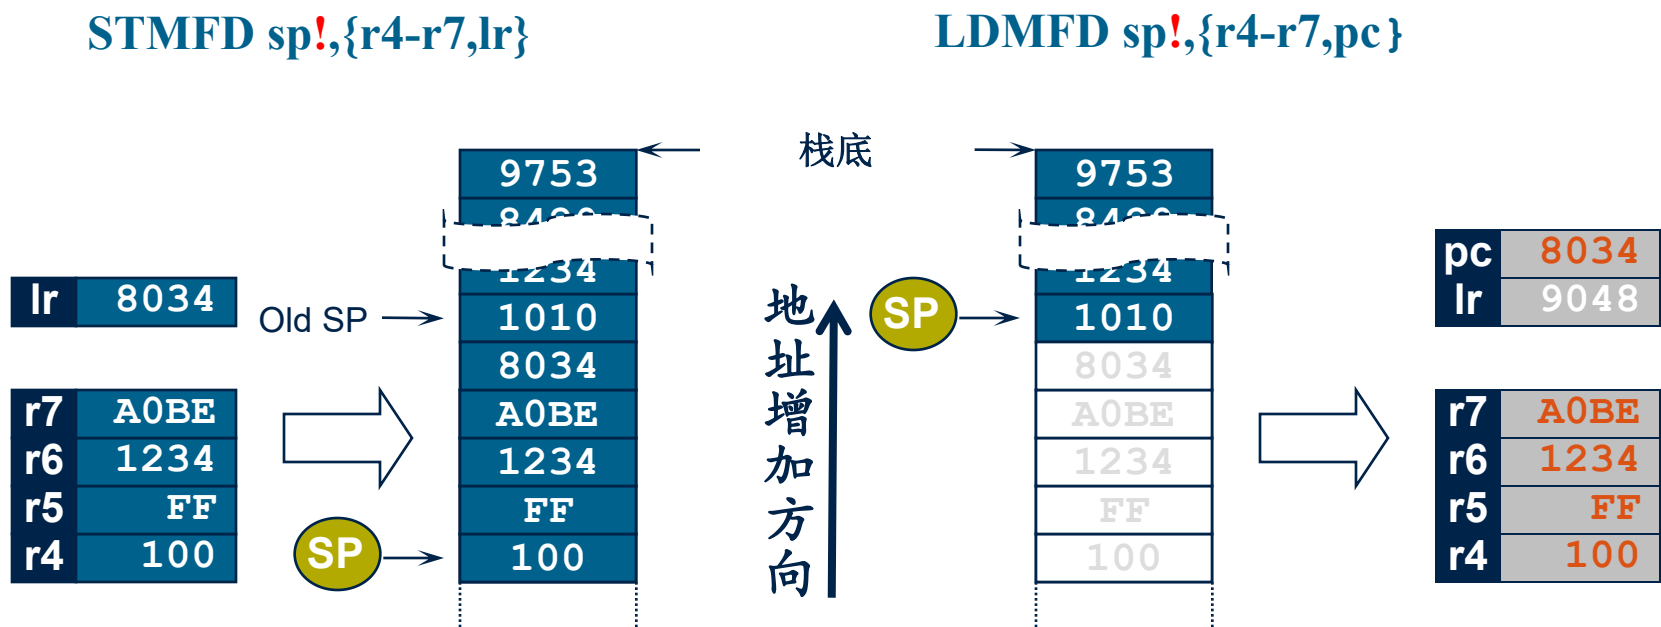 STMFD sp!,{r4-r7,lr}
LDMFD sp!,{r4-r7,pc}
栈底
9753
1234
1010
8034
A0BE
1234
FF
100
lr 8034
Old SP
r7 A0BE
r6 1234
r5 FF
r4 100
SP
地址增加方向
SP
9753
1234
1010
8034
A0BE
1234
FF
100
pc 8034
lr 9048
r7 A0BE
r6 1234
r5 FF
r4 100